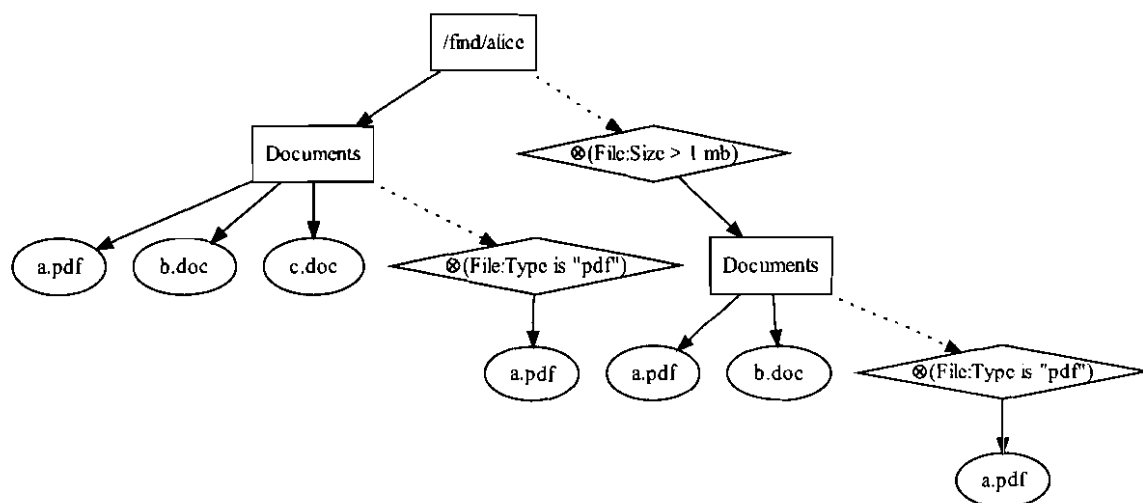 /find/alice
Documents
⊗(File:Size > 1 mb)
a.pdf
b.doc
c.doc
⊗(File:Type is "pdf")
Documents
a.pdf
a.pdf
b.doc
⊗(File:Type is "pdf")
a.pdf